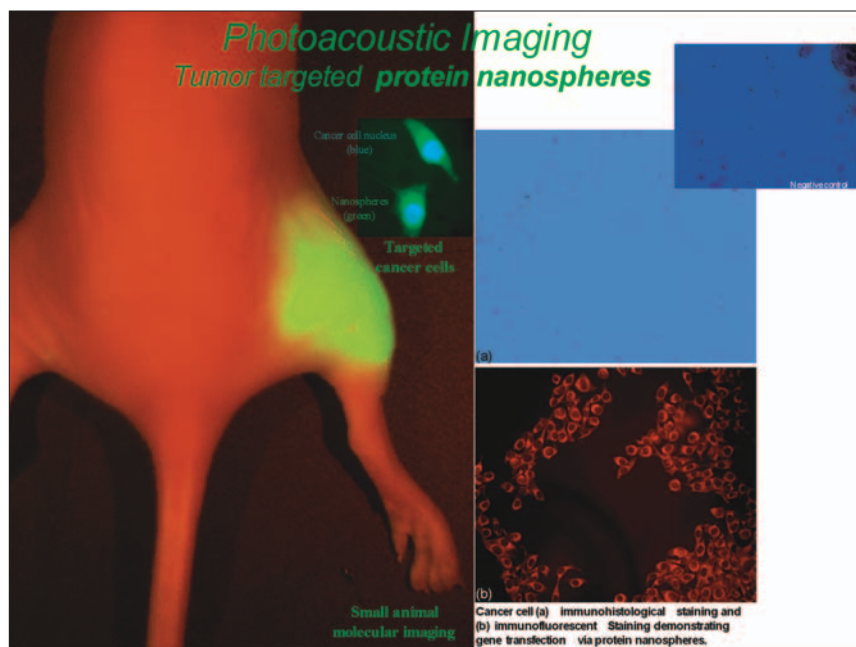 Photoacoustic Imaging
Tumor targeted protein nanospheres
Cancer cell nucleus
(blue)
Nanospheres
(green)
Targeted
cancer cells
Small animal
molecular imaging
Negative control
(a)
(b)
Cancer cell (a) immunohistological staining and
(b) immunofluorescent Staining demonstrating
gene transfection via protein nanospheres.